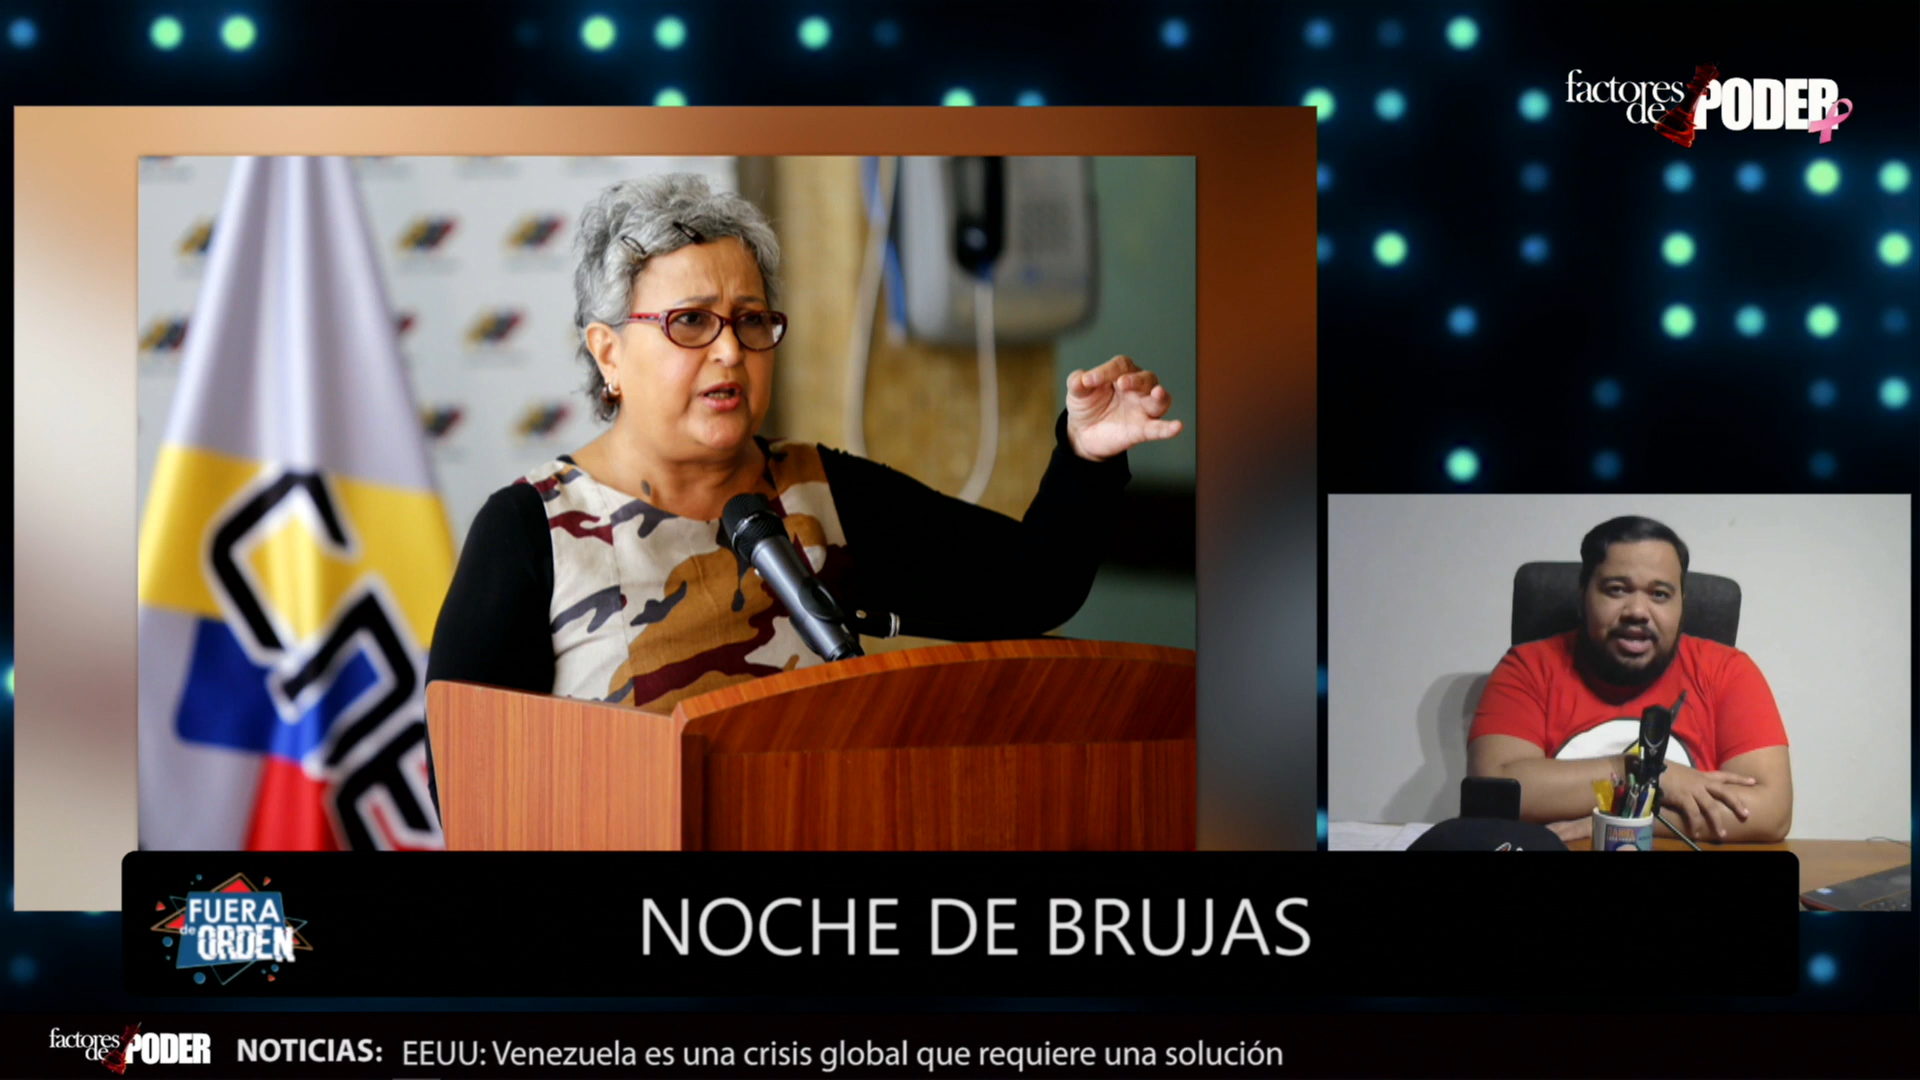 factores
de PODER
cne
FUERA
de ORDEN
NOCHE DE BRUJAS
factores
de PODER
NOTICIAS: EEUU: Venezuela es una crisis global que requiere una solución